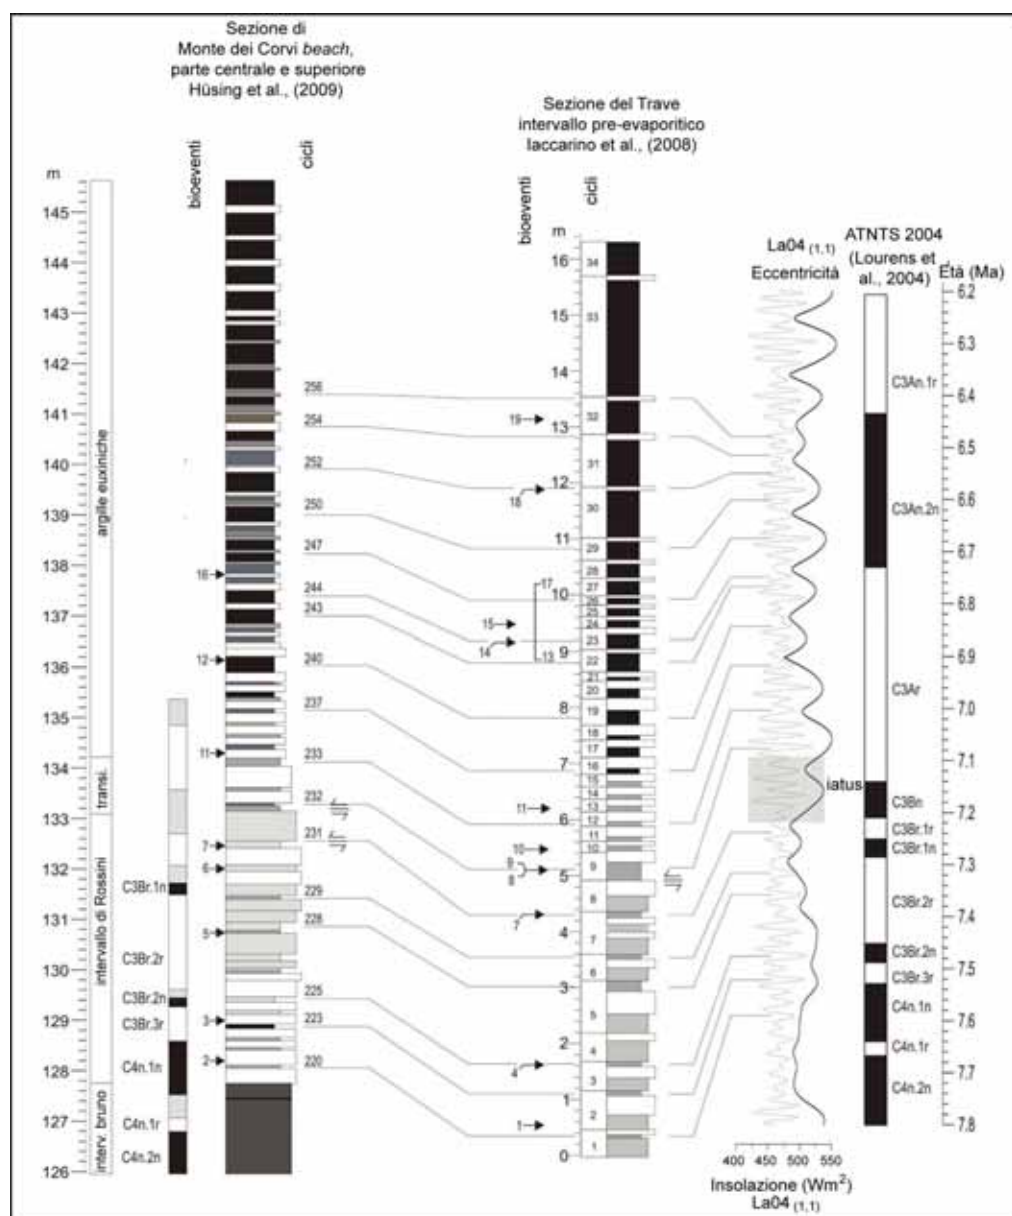 Sezione di
Monte dei Corvi beach,
parte centrale e superiore
Hüsing et al., (2009)
Sezione del Trave
intervallo pre-evaporitico
Iaccarino et al., (2008)
m
bioeventi
cicli
bioeventi
cicli
m
La04 (1,1)
Eccentricità
ATNTS 2004
(Lourens et
al., 2004)
Età (Ma)
145
144
143
142
141
140
139
138
137
136
135
134
133
132
131
130
129
128
127
126
argille euxiniche
transi.
intervallo di Rossini
interv. bruno
C3Br.1n
C3Br.2r
C3Br.2n
C3Br.3r
C4n.1n
C4n.1r
C4n.2n
16
12
11
7
6
5
3
2
256
254
252
250
247
244
243
240
237
233
232
231
229
228
225
223
220
19
18
17
15
14
13
11
10
9
8
7
4
1
16
15
14
13
12
11
10
9
8
7
6
5
4
3
2
1
0
34
33
32
31
30
29
28
27
26
25
24
23
22
21
20
19
18
17
16
15
14
13
12
11
10
9
8
7
6
5
4
3
2
1
iatus
C3An.1r
C3An.2n
C3Ar
C3Bn
C3Br.1r
C3Br.1n
C3Br.2r
C3Br.2n
C3Br.3r
C4n.1n
C4n.1r
C4n.2n
6.2
6.3
6.4
6.5
6.6
6.7
6.8
6.9
7.0
7.1
7.2
7.3
7.4
7.5
7.6
7.7
7.8
400 450 500 550
Insolazione (Wm2)
La04 (1,1)